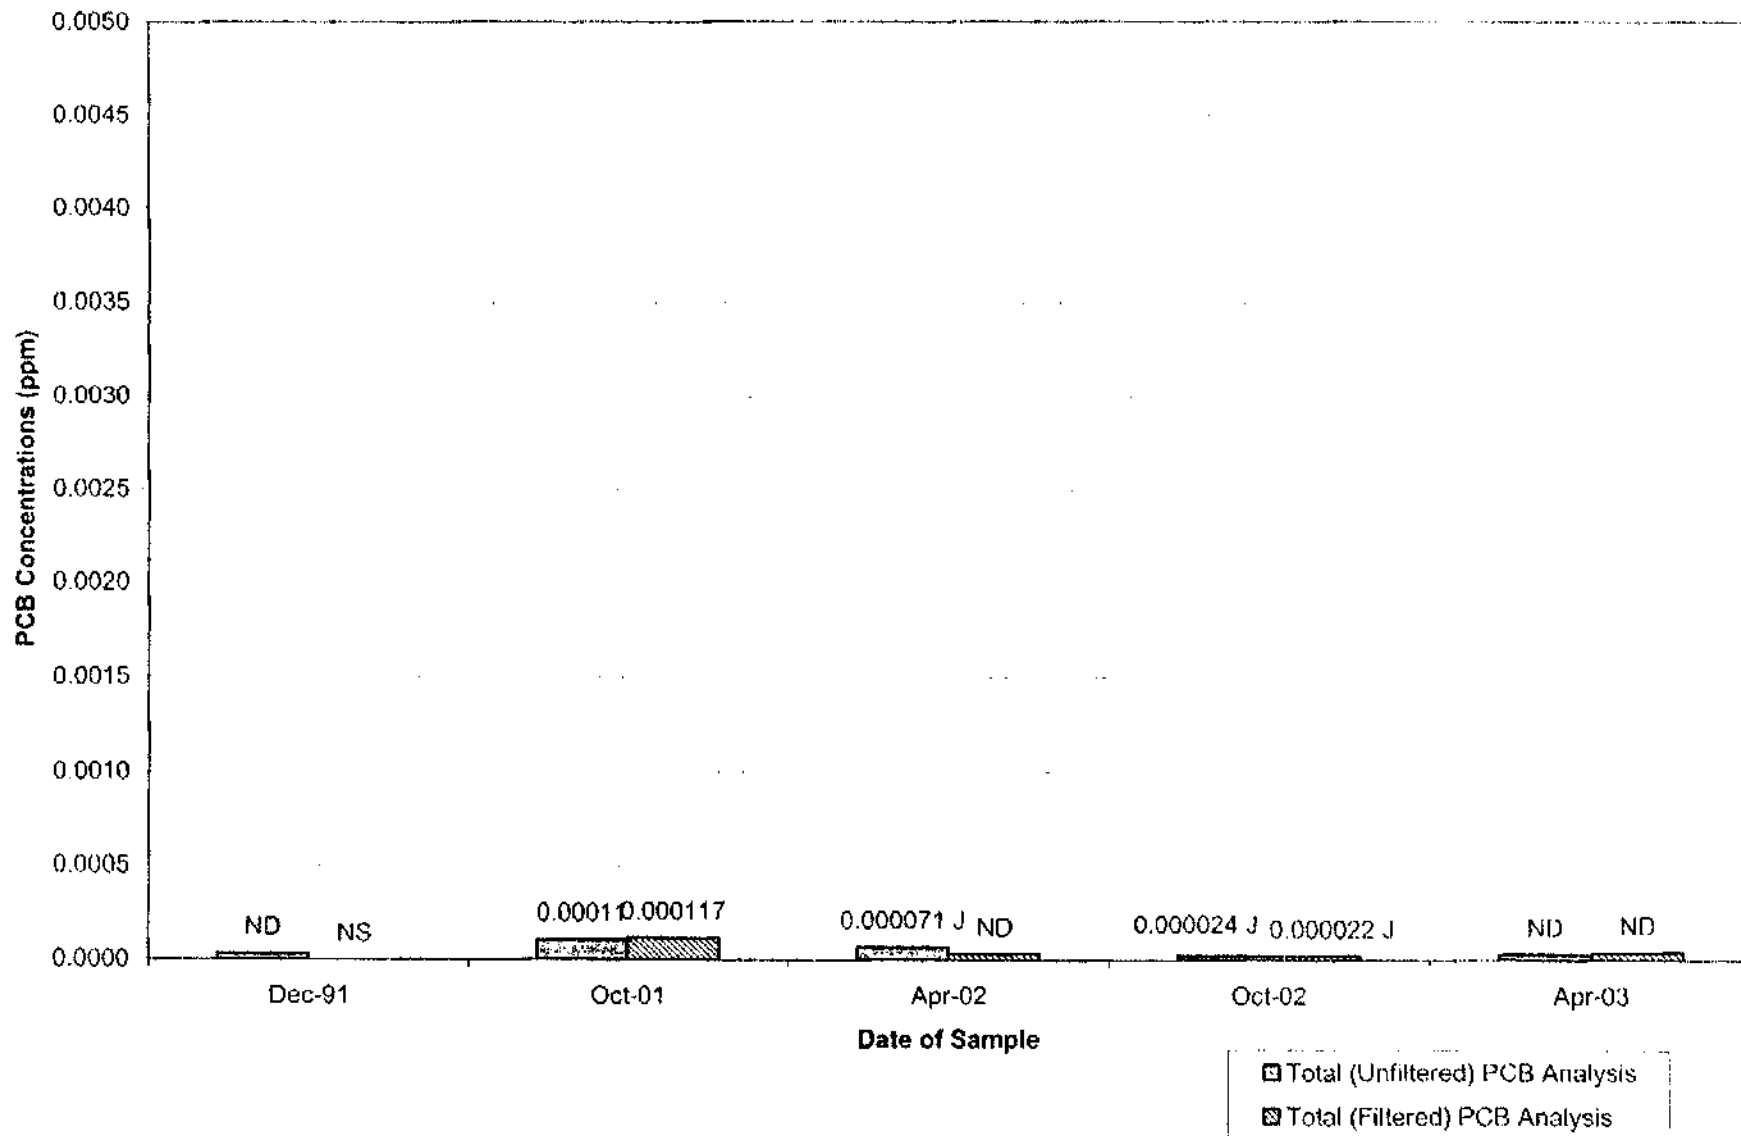 0.0050
0.0045
0.0040
0.0035
0.0030
0.0025
0.0020
0.0015
0.0010
0.0005
0.0000
PCB Concentrations (ppm)
ND
NS
0.00011
0.000117
0.000071 J
ND
0.000024 J
0.000022 J
ND
ND
Dec-91
Oct-01
Apr-02
Oct-02
Apr-03
Date of Sample
Total (Unfiltered) PCB Analysis
Total (Filtered) PCB Analysis